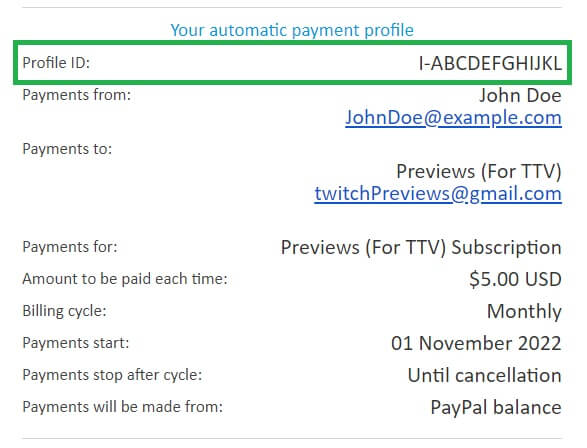 Your automatic payment profile
Profile ID: I-ABCDEFGHIJKL
Payments from: John Doe
JohnDoe@example.com
Payments to:
Previews (For TTV)
twitchPreviews@gmail.com
Payments for: Previews (For TTV) Subscription
Amount to be paid each time: $5.00 USD
Billing cycle: Monthly
Payments start: 01 November 2022
Payments stop after cycle: Until cancellation
Payments will be made from: PayPal balance